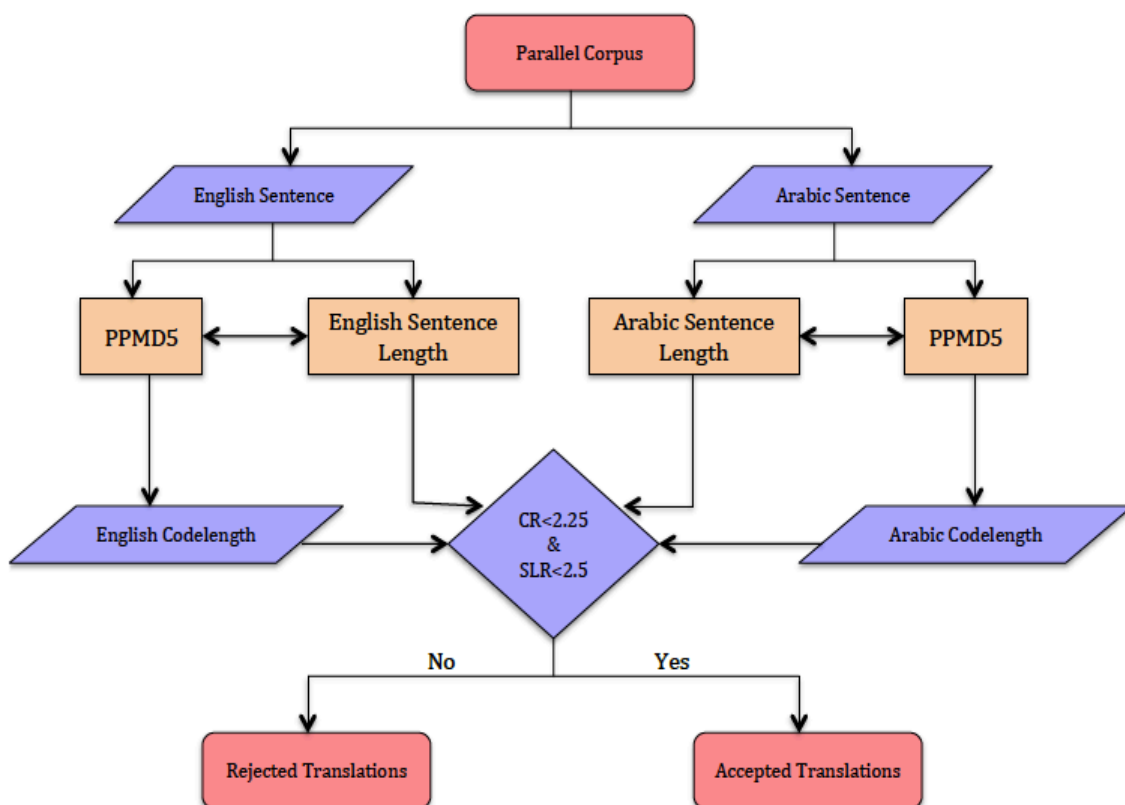 Parallel Corpus
English Sentence
Arabic Sentence
PPMD5
English Sentence
Length
Arabic Sentence
Length
PPMD5
English Codelength
CR<2.25
&
SLR<2.5
Arabic Codelength
No
Yes
Rejected Translations
Accepted Translations